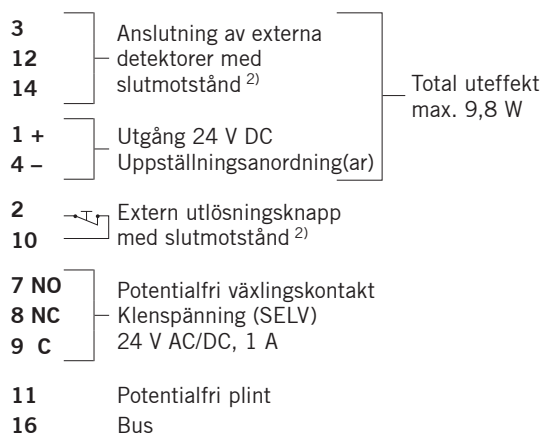 3
12
14
Anslutning av externa
detektorer med
slutmotstånd 2)
1 +
4 –
Utgång 24 V DC
Uppställningsanordning(ar)
Total uteffekt
max. 9,8 W
2
10
Extern utlösningsknapp
med slutmotstånd 2)
7 NO
8 NC
9 C
Potentialfri växlingskontakt
Klenspänning (SELV)
24 V AC/DC, 1 A
11 Potentialfri plint
16 Bus